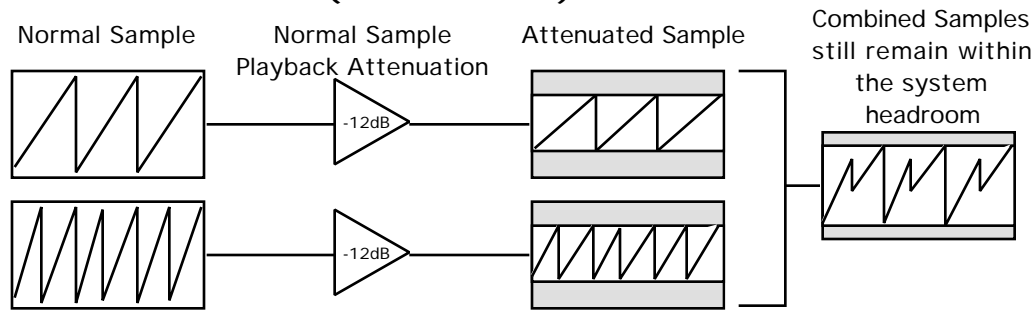 Normal Sample
Normal Sample
Playback Attenuation
Attenuated Sample
Combined Samples
still remain within
the system
headroom
-12dB
-12dB